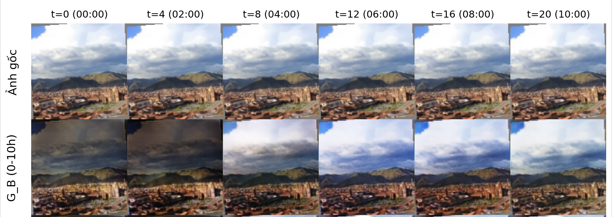 t=0 (00:00) t=4 (02:00) t=8 (04:00) t=12 (06:00) t=16 (08:00) t=20 (10:00)
Ảnh gốc
G_B (0-10h)